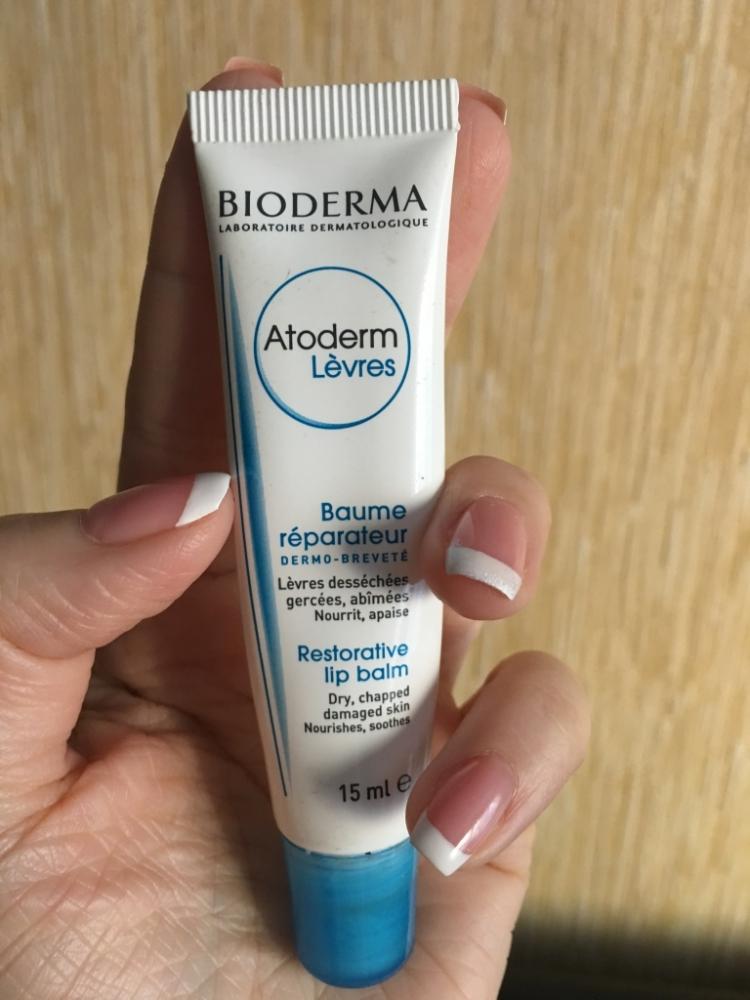 BIODERMA
LABORATOIRE DERMATOLOGIQUE
Atoderm
Lèvres
Baume
réparateur
DERMO-BREVETÉ
Lèvres desséchées
gercées, abîmées
Nourrit, apaise
Restorative
lip balm
Dry, chapped
damaged skin
Nourishes, soothes
15 ml ℮